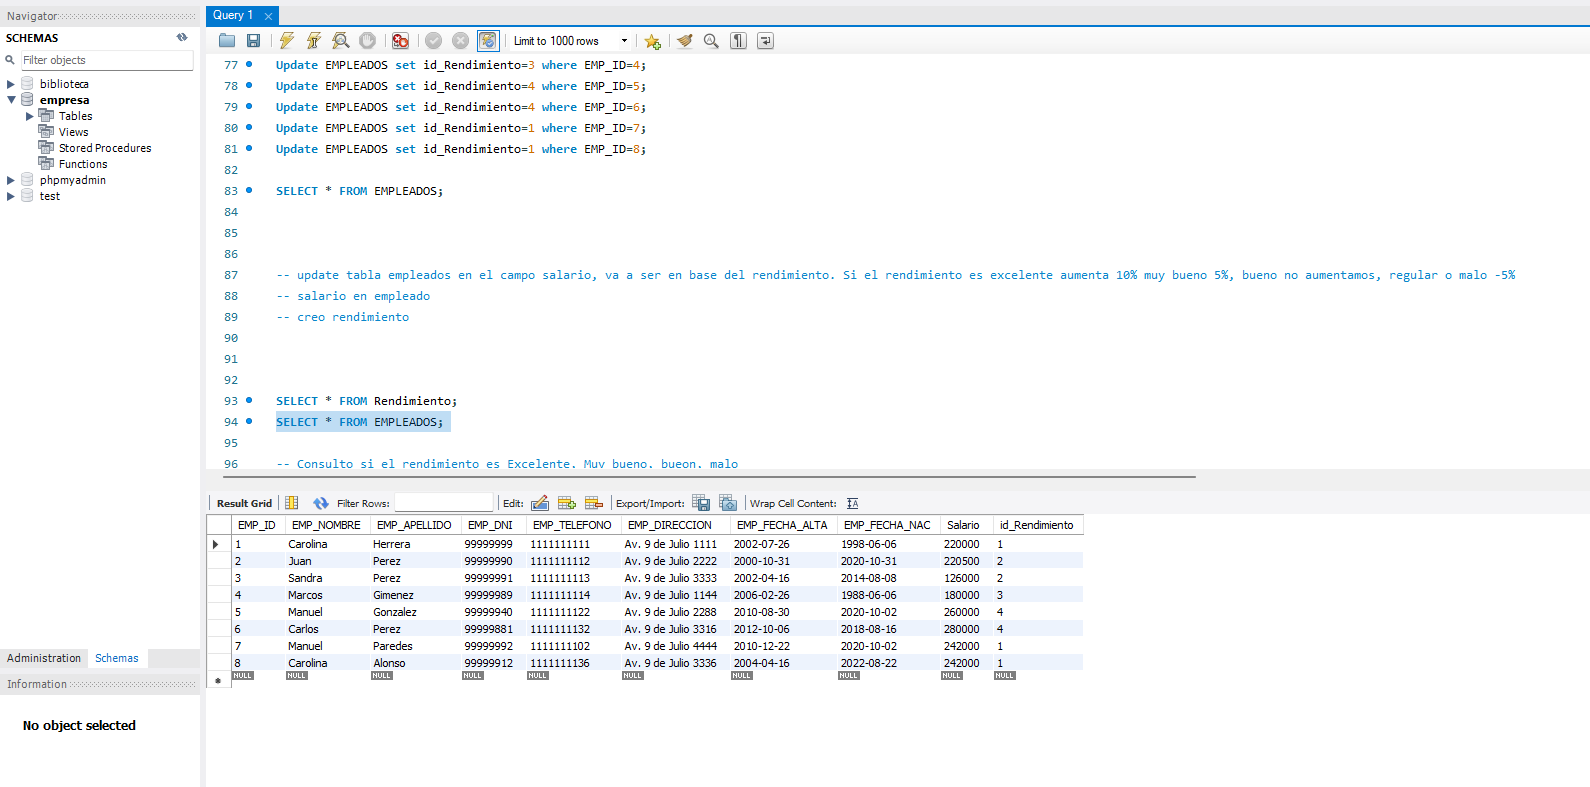 Navigator
SCHEMAS
Filter objects
biblioteca
empresa
Tables
Views
Stored Procedures
Functions
phpmyadmin
test
Administration Schemas
Information
No object selected
Query 1
Limit to 1000 rows
77 Update EMPLEADOS set id_Rendimiento=3 where EMP_ID=4;
78 Update EMPLEADOS set id_Rendimiento=4 where EMP_ID=5;
79 Update EMPLEADOS set id_Rendimiento=4 where EMP_ID=6;
80 Update EMPLEADOS set id_Rendimiento=1 where EMP_ID=7;
81 Update EMPLEADOS set id_Rendimiento=1 where EMP_ID=8;
82
83 SELECT * FROM EMPLEADOS;
84
85
86
87 -- update tabla empleados en el campo salario, va a ser en base del rendimiento. Si el rendimiento es excelente aumenta 10% muy bueno 5%, bueno no aumentamos, regular o malo -5%
88 -- salario en empleado
89 -- creo rendimiento
90
91
92
93 SELECT * FROM Rendimiento;
94 SELECT * FROM EMPLEADOS;
95
96 -- Consulto si el rendimiento es Excelente, Muy bueno, bueon, malo
Result Grid Filter Rows: Edit: Export/Import: Wrap Cell Content:
EMP_ID EMP_NOMBRE EMP_APELLIDO EMP_DNI EMP_TELEFONO EMP_DIRECCION EMP_FECHA_ALTA EMP_FECHA_NAC Salario id_Rendimiento
1 Carolina Herrera 99999999 1111111111 Av. 9 de Julio 1111 2002-07-26 1998-06-06 220000 1
2 Juan Perez 99999990 1111111112 Av. 9 de Julio 2222 2000-10-31 2020-10-31 220500 2
3 Sandra Perez 99999991 1111111113 Av. 9 de Julio 3333 2002-04-16 2014-08-08 126000 2
4 Marcos Gimenez 99999989 1111111114 Av. 9 de Julio 1144 2006-02-26 1988-06-06 180000 3
5 Manuel Gonzalez 99999940 1111111122 Av. 9 de Julio 2288 2010-08-30 2020-10-02 260000 4
6 Carlos Perez 99999881 1111111132 Av. 9 de Julio 3316 2012-10-06 2018-08-16 280000 4
7 Manuel Paredes 99999992 1111111102 Av. 9 de Julio 4444 2010-12-22 2020-10-02 242000 1
8 Carolina Alonso 99999912 1111111136 Av. 9 de Julio 3336 2004-04-16 2022-08-22 242000 1
NULL NULL NULL NULL NULL NULL NULL NULL NULL NULL